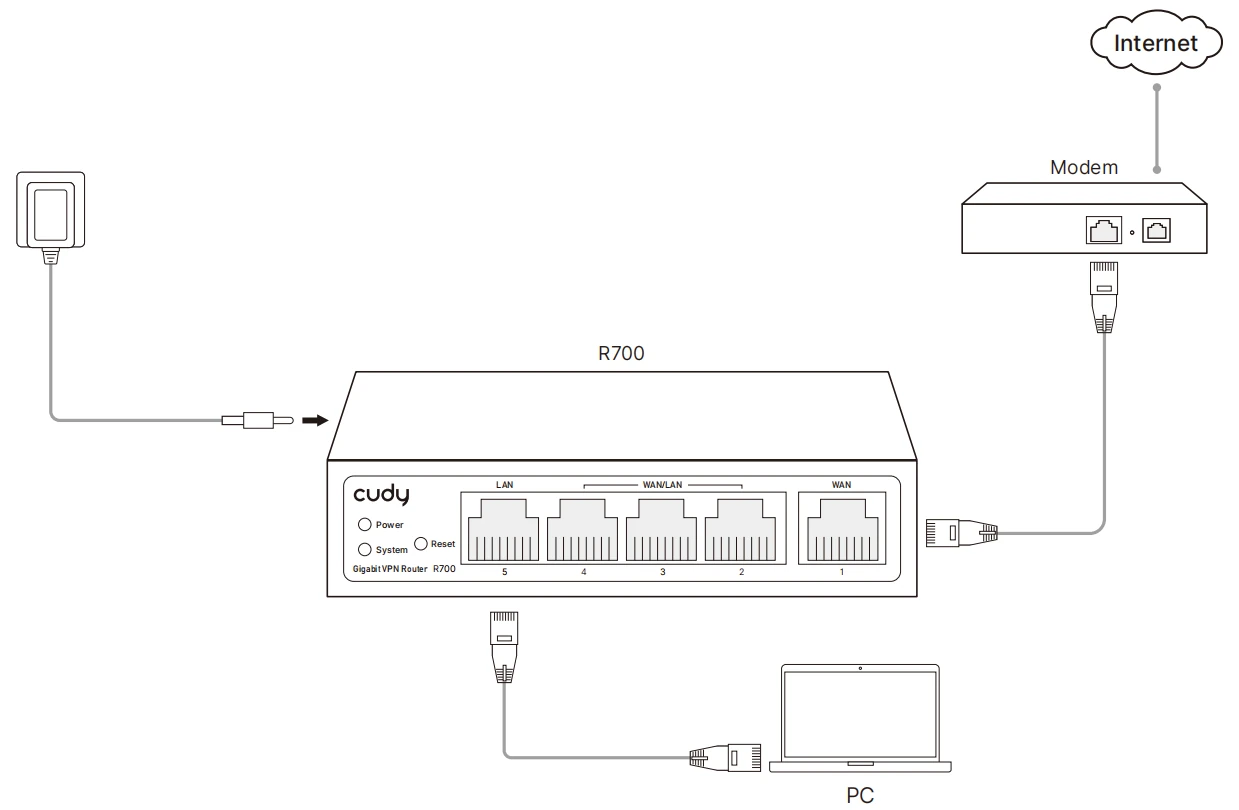 Internet
Modem
R700
LAN WAN/LAN WAN
cudy
Power
System Reset
Gigabit VPN Router R700
5 4 3 2 1
PC